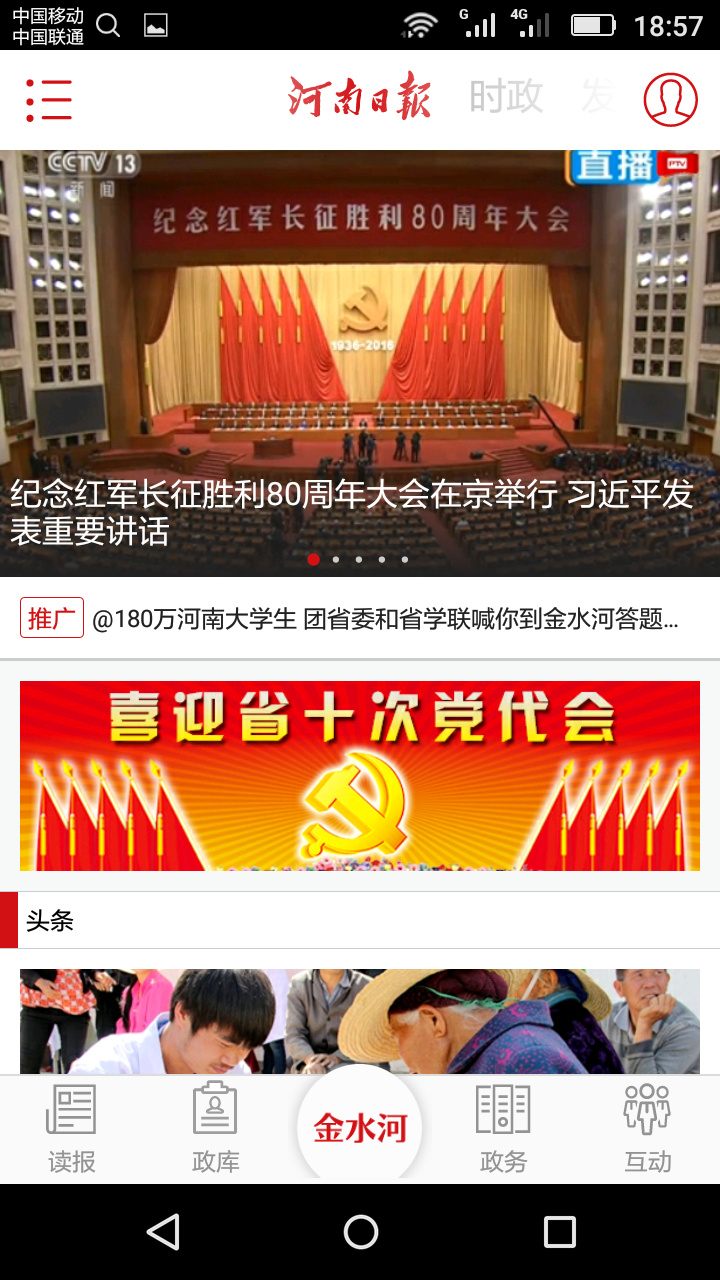 中国移动
中国联通
G
4G
18:57
河南日报
时政
发
CCTV 13
新闻
直播
PTV
纪念红军长征胜利80周年大会
1936-2016
纪念红军长征胜利80周年大会在京举行 习近平发
表重要讲话
推广
@180万河南大学生 团省委和省学联喊你到金水河答题...
喜迎省十次党代会
头条
读报
政库
金水河
政务
互动